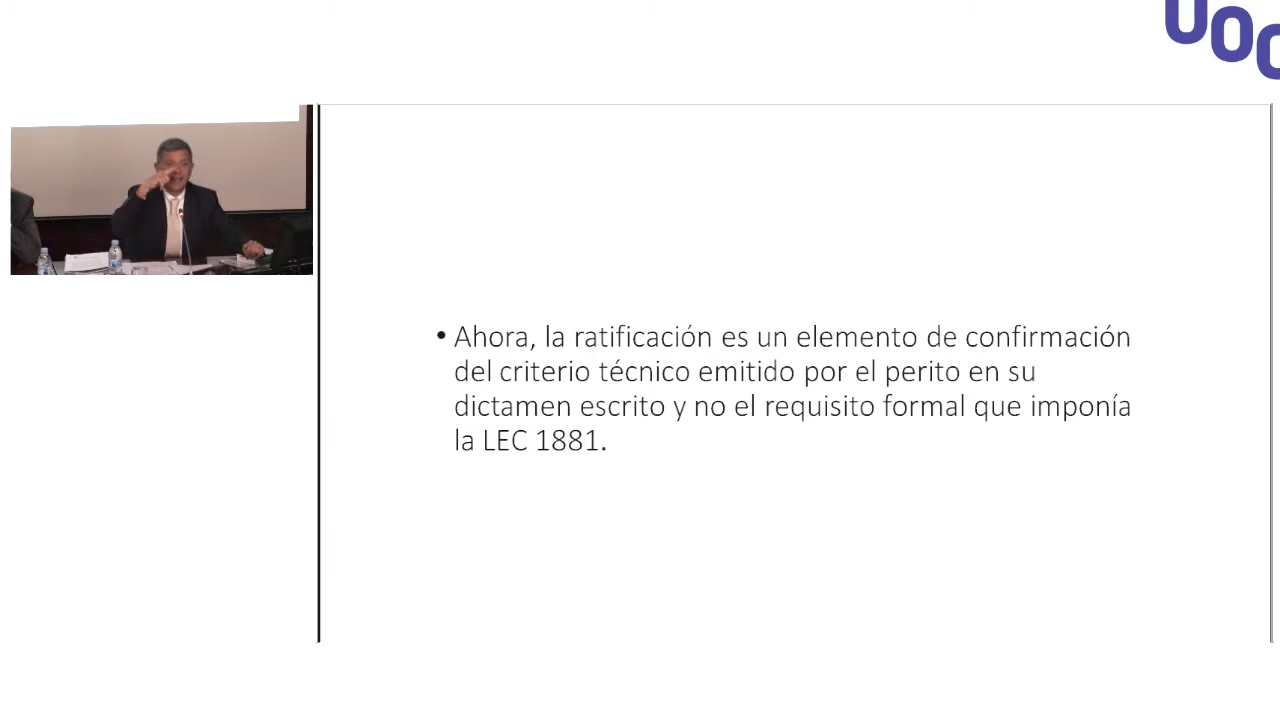 UOC
• Ahora, la ratificación es un elemento de confirmación
del criterio técnico emitido por el perito en su
dictamen escrito y no el requisito formal que imponía
la LEC 1881.